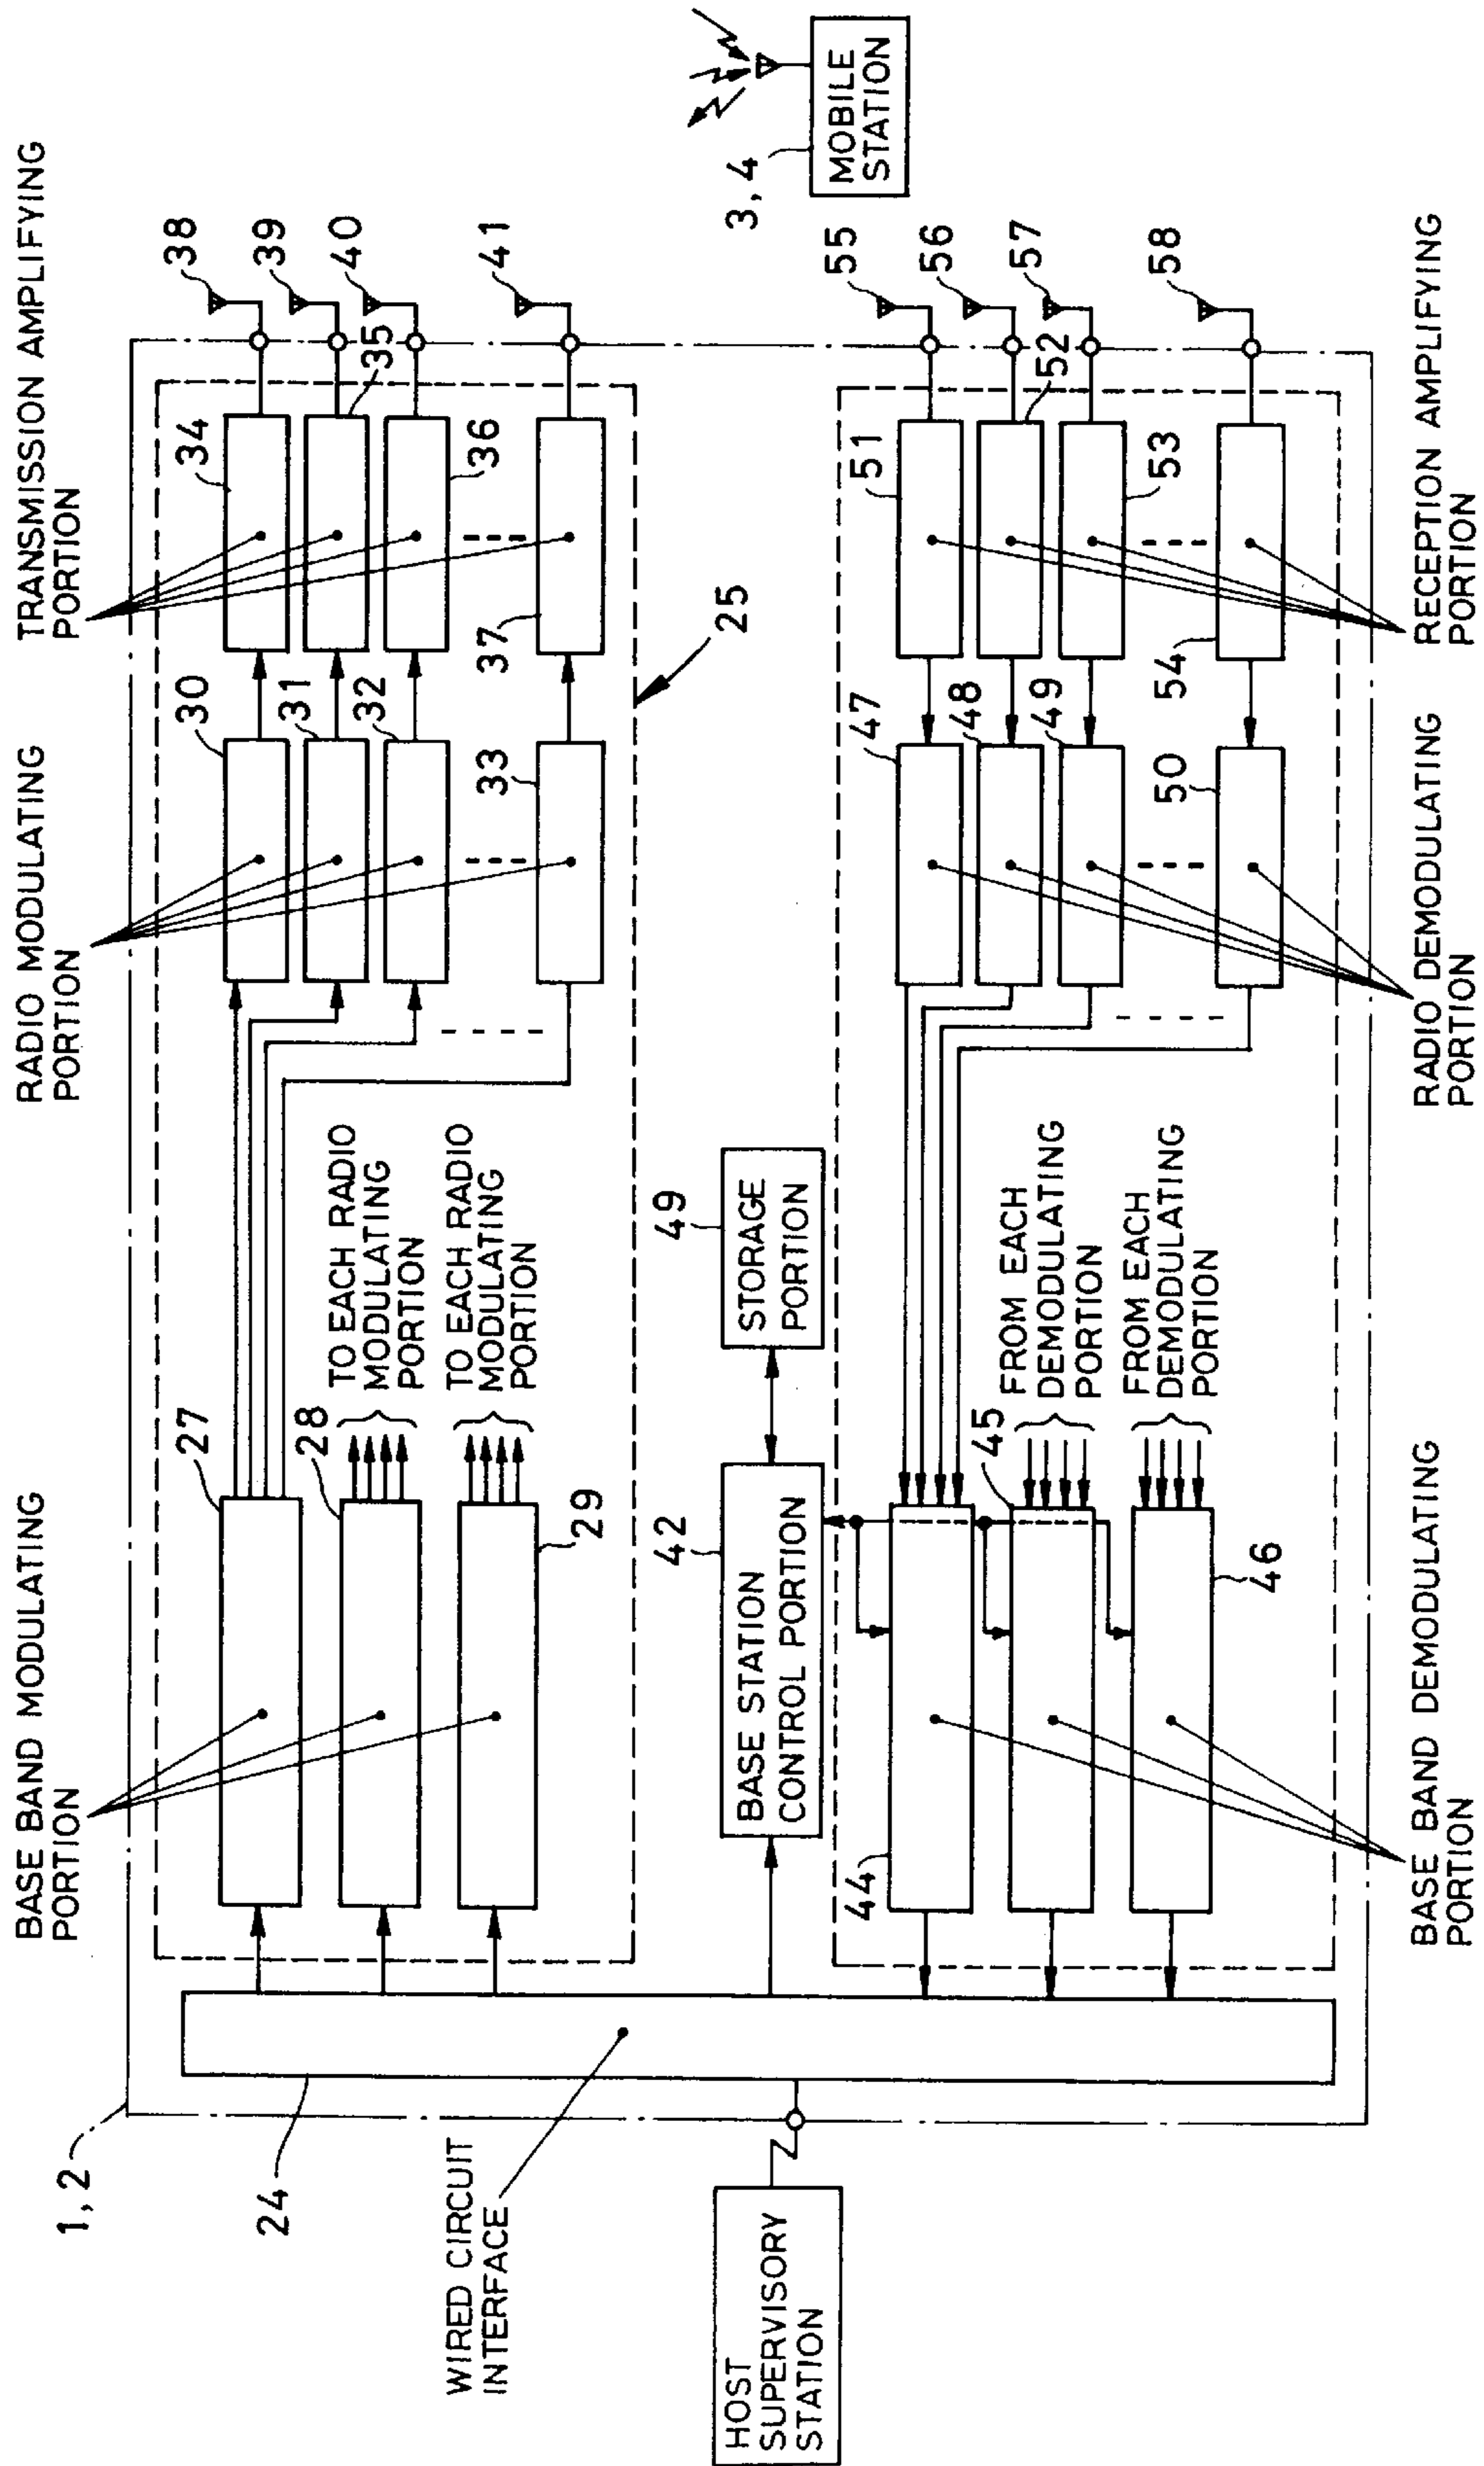 BASE BAND MODULATING
PORTION
RADIO MODULATING
PORTION
TRANSMISSION AMPLIFYING
PORTION
1, 2
24
WIRED CIRCUIT
INTERFACE
HOST
SUPERVISORY
STATION
27
28
29
TO EACH RADIO
MODULATING
PORTION
TO EACH RADIO
MODULATING
PORTION
30
31
32
33
34
35
36
37
38
39
40
41
25
3, 4
MOBILE
STATION
42
BASE STATION
CONTROL PORTION
49
STORAGE
PORTION
44
45
46
FROM EACH
DEMODULATING
PORTION
FROM EACH
DEMODULATING
PORTION
47
48
49
50
51
52
53
54
55
56
57
58
BASE BAND DEMODULATING
PORTION
RADIO DEMODULATING
PORTION
RECEPTION AMPLIFYING
PORTION